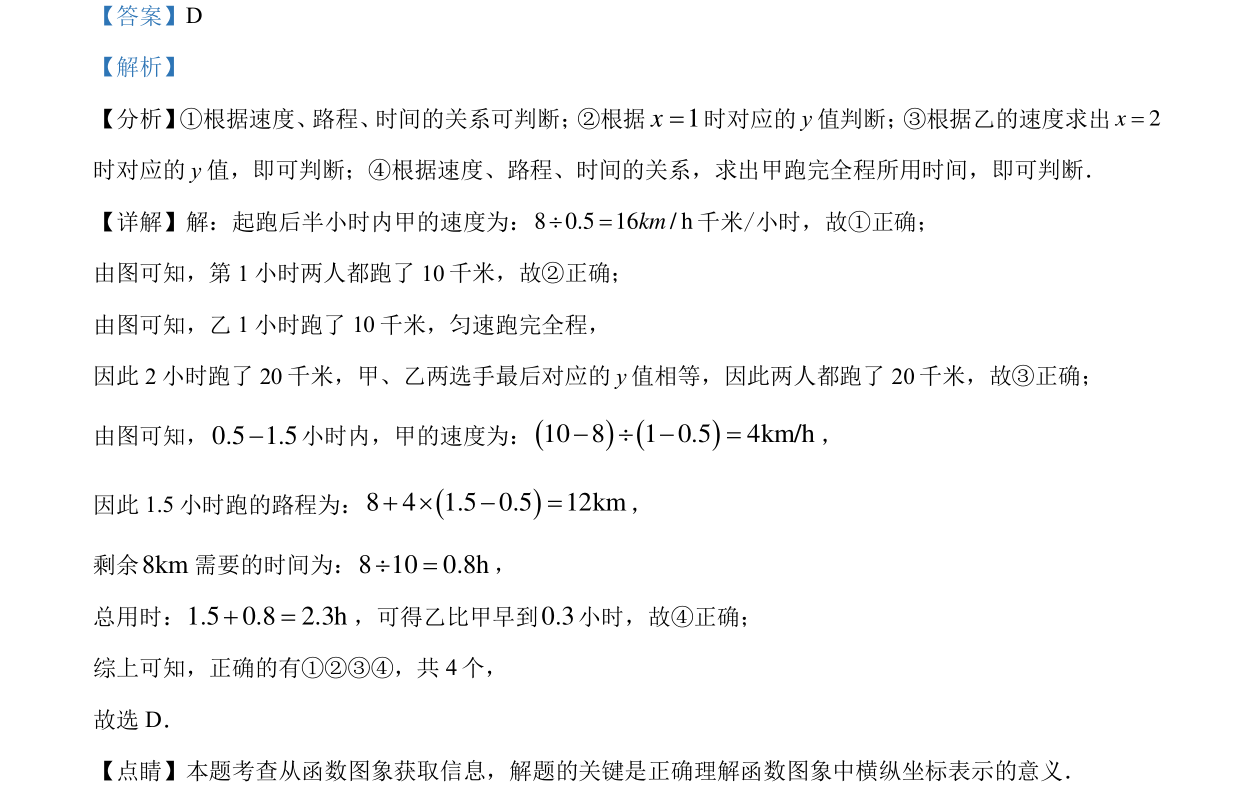 【答案】D
【解析】
【分析】①根据速度、路程、时间的关系可判断；②根据 x = 1 时对应的 y 值判断；③根据乙的速度求出 x = 2
时对应的 y 值，即可判断；④根据速度、路程、时间的关系，求出甲跑完全程所用时间，即可判断．
【详解】解：起跑后半小时内甲的速度为：8÷0.5＝16km / h 千米/小时，故①正确；
由图可知，第 1 小时两人都跑了 10 千米，故②正确；
由图可知，乙 1 小时跑了 10 千米，匀速跑完全程，
因此 2 小时跑了 20 千米，甲、乙两选手最后对应的 y 值相等，因此两人都跑了 20 千米，故③正确；
由图可知，0.5−1.5 小时内，甲的速度为：(10−8)÷(1−0.5) = 4km/h，
因此 1.5 小时跑的路程为：8+4×(1.5−0.5)=12km，
剩余 8km 需要的时间为：8÷10 = 0.8h，
总用时：1.5+0.8 = 2.3h，可得乙比甲早到 0.3 小时，故④正确；
综上可知，正确的有①②③④，共 4 个，
故选 D．
【点睛】本题考查从函数图象获取信息，解题的关键是正确理解函数图象中横纵坐标表示的意义．